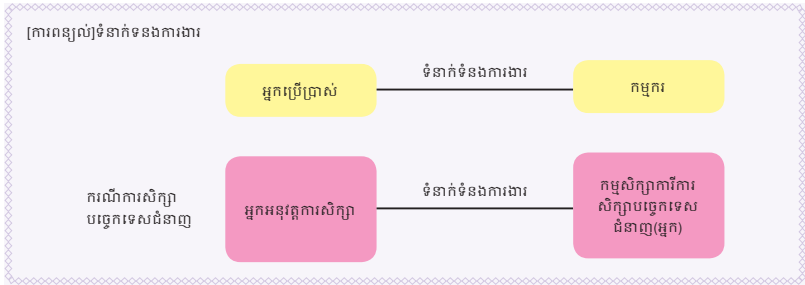 [ការពន្យល់]ទំនាក់ទនងការងារ
ទំនាក់ទំនងការងារ
អ្នកប្រើប្រាស់
កម្មករ
ករណីការសិក្សា
បច្ចេកទេសជំនាញ
អ្នកអនុវត្តការសិក្សា
ទំនាក់ទំនងការងារ
កម្មសិក្សាការីការ
សិក្សាបច្ចេកទេស
ជំនាញ(អ្នក)